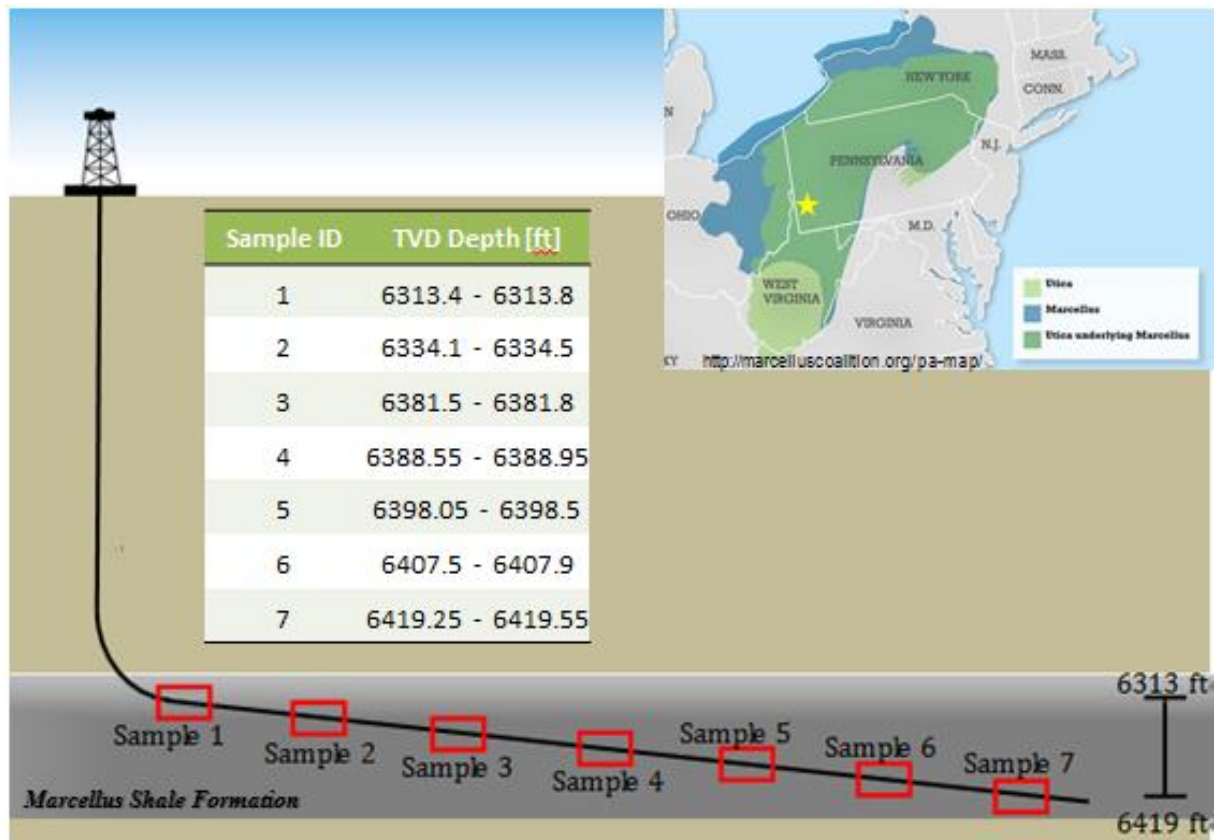 MASS.
NEW YORK
CONN.
N
N.J.
PENNSYLVANIA
OHIO
M.D.
WEST
VIRGINIA
VIRGINIA
KY
Utica
Marcellus
Utica underlying Marcellus
http://marcelluscoalition.org/pa-map/
Sample ID TVD Depth [ft]
1 6313.4 - 6313.8
2 6334.1 - 6334.5
3 6381.5 - 6381.8
4 6388.55 - 6388.95
5 6398.05 - 6398.5
6 6407.5 - 6407.9
7 6419.25 - 6419.55
6313 ft
Sample 1
Sample 2
Sample 3
Sample 4
Sample 5
Sample 6
Sample 7
Marcellus Shale Formation
6419 ft